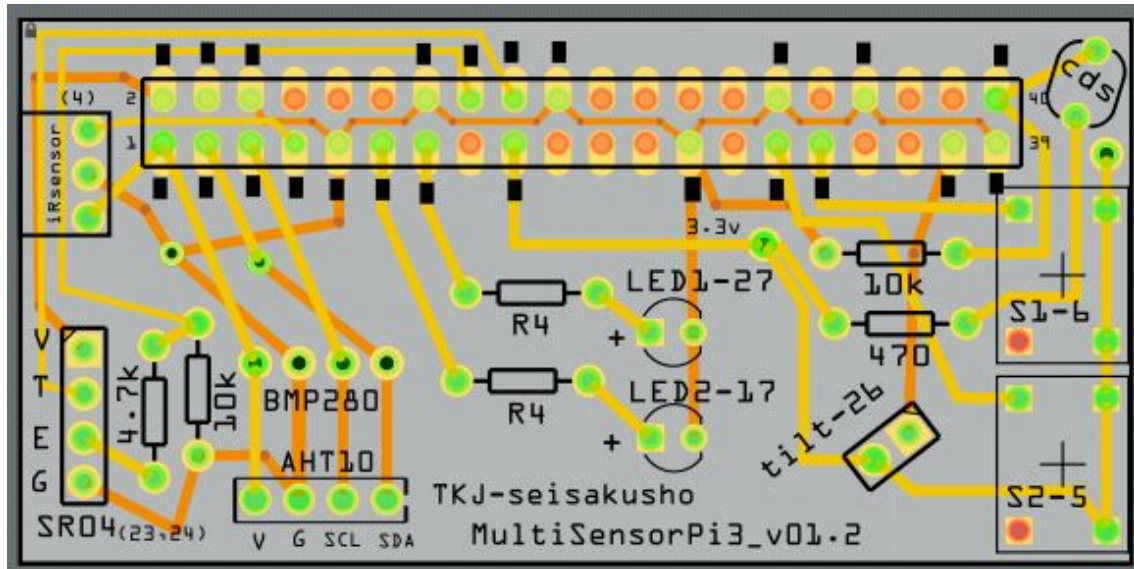 cds
(4)
2
40
iRsensor
1
39
3.3v
LED1-27
10k
R4
+
S1-6
V
470
T
4.7k
10k
BMP280
LED2-17
R4
tilt-26
E
+
AHT10
G
TKJ-seisakusho
S2-5
SR04(23,24)
V G SCL SDA
MultiSensorPi3_v01.2